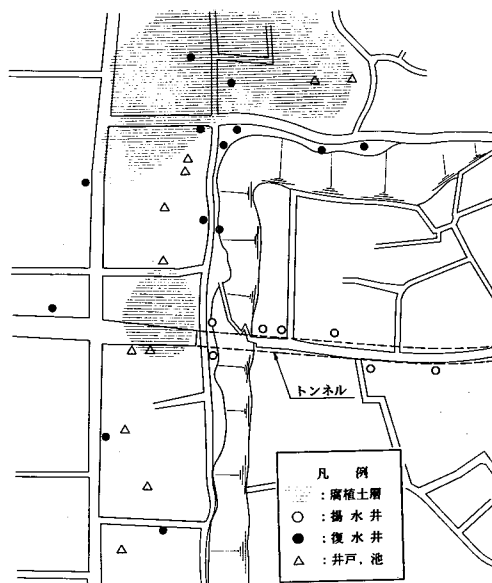 トンネル
凡 例
：腐植土層
○：揚水井
●：復水井
△：井戸，池